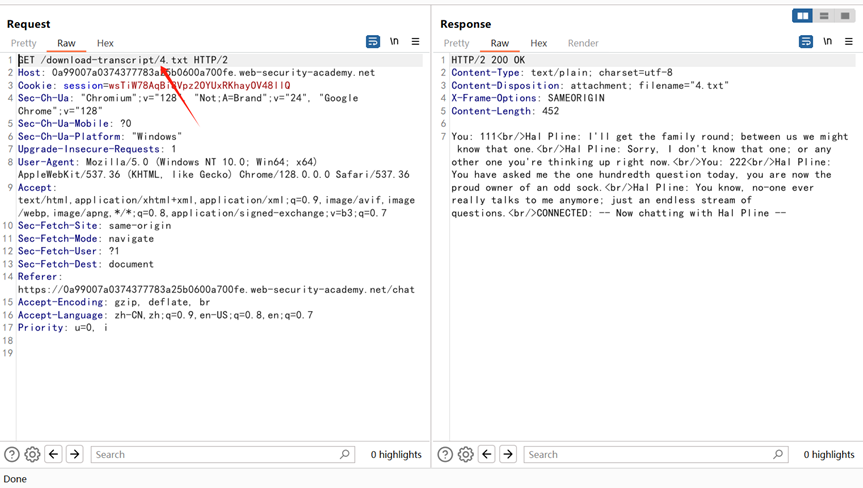 Request
Pretty Raw Hex
\n
1 GET /download-transcript/4.txt HTTP/2
2 Host: 0a99007a0374377783a25b0600a700fe.web-security-academy.net
3 Cookie: session=
4 Sec-Ch-Ua: "Chromium";v="128", "Not;A=Brand";v="24", "Google
Chrome";v="128"
5 Sec-Ch-Ua-Mobile: ?0
6 Sec-Ch-Ua-Platform: "Windows"
7 Upgrade-Insecure-Requests: 1
8 User-Agent: Mozilla/5.0 (Windows NT 10.0; Win64; x64)
AppleWebKit/537.36 (KHTML, like Gecko) Chrome/128.0.0.0 Safari/537.36
9 Accept:
text/html,application/xhtml+xml,application/xml;q=0.9,image/avif,image
/webp,image/apng,*/*;q=0.8,application/signed-exchange;v=b3;q=0.7
10 Sec-Fetch-Site: same-origin
11 Sec-Fetch-Mode: navigate
12 Sec-Fetch-User: ?1
13 Sec-Fetch-Dest: document
14 Referer:
https://0a99007a0374377783a25b0600a700fe.web-security-academy.net/chat
15 Accept-Encoding: gzip, deflate, br
16 Accept-Language: zh-CN,zh;q=0.9,en-US;q=0.8,en;q=0.7
17 Priority: u=0, i
18
19
Search
0 highlights
Response
Pretty Raw Hex Render
\n
1 HTTP/2 200 OK
2 Content-Type: text/plain; charset=utf-8
3 Content-Disposition: attachment; filename="4.txt"
4 X-Frame-Options: SAMEORIGIN
5 Content-Length: 452
6
7 You: 111<br/>Hal Pline: I'll get the family round; between us we might
know that one.<br/>Hal Pline: Sorry, I don't know that one; or any
other one you're thinking up right now.<br/>You: 222<br/>Hal Pline:
You have asked me the one hundredth question today, you are now the
proud owner of an odd sock.<br/>Hal Pline: You know, no-one ever
really talks to me anymore; just an endless stream of
questions.<br/>CONNECTED: -- Now chatting with Hal Pline --
Search
0 highlights
Done